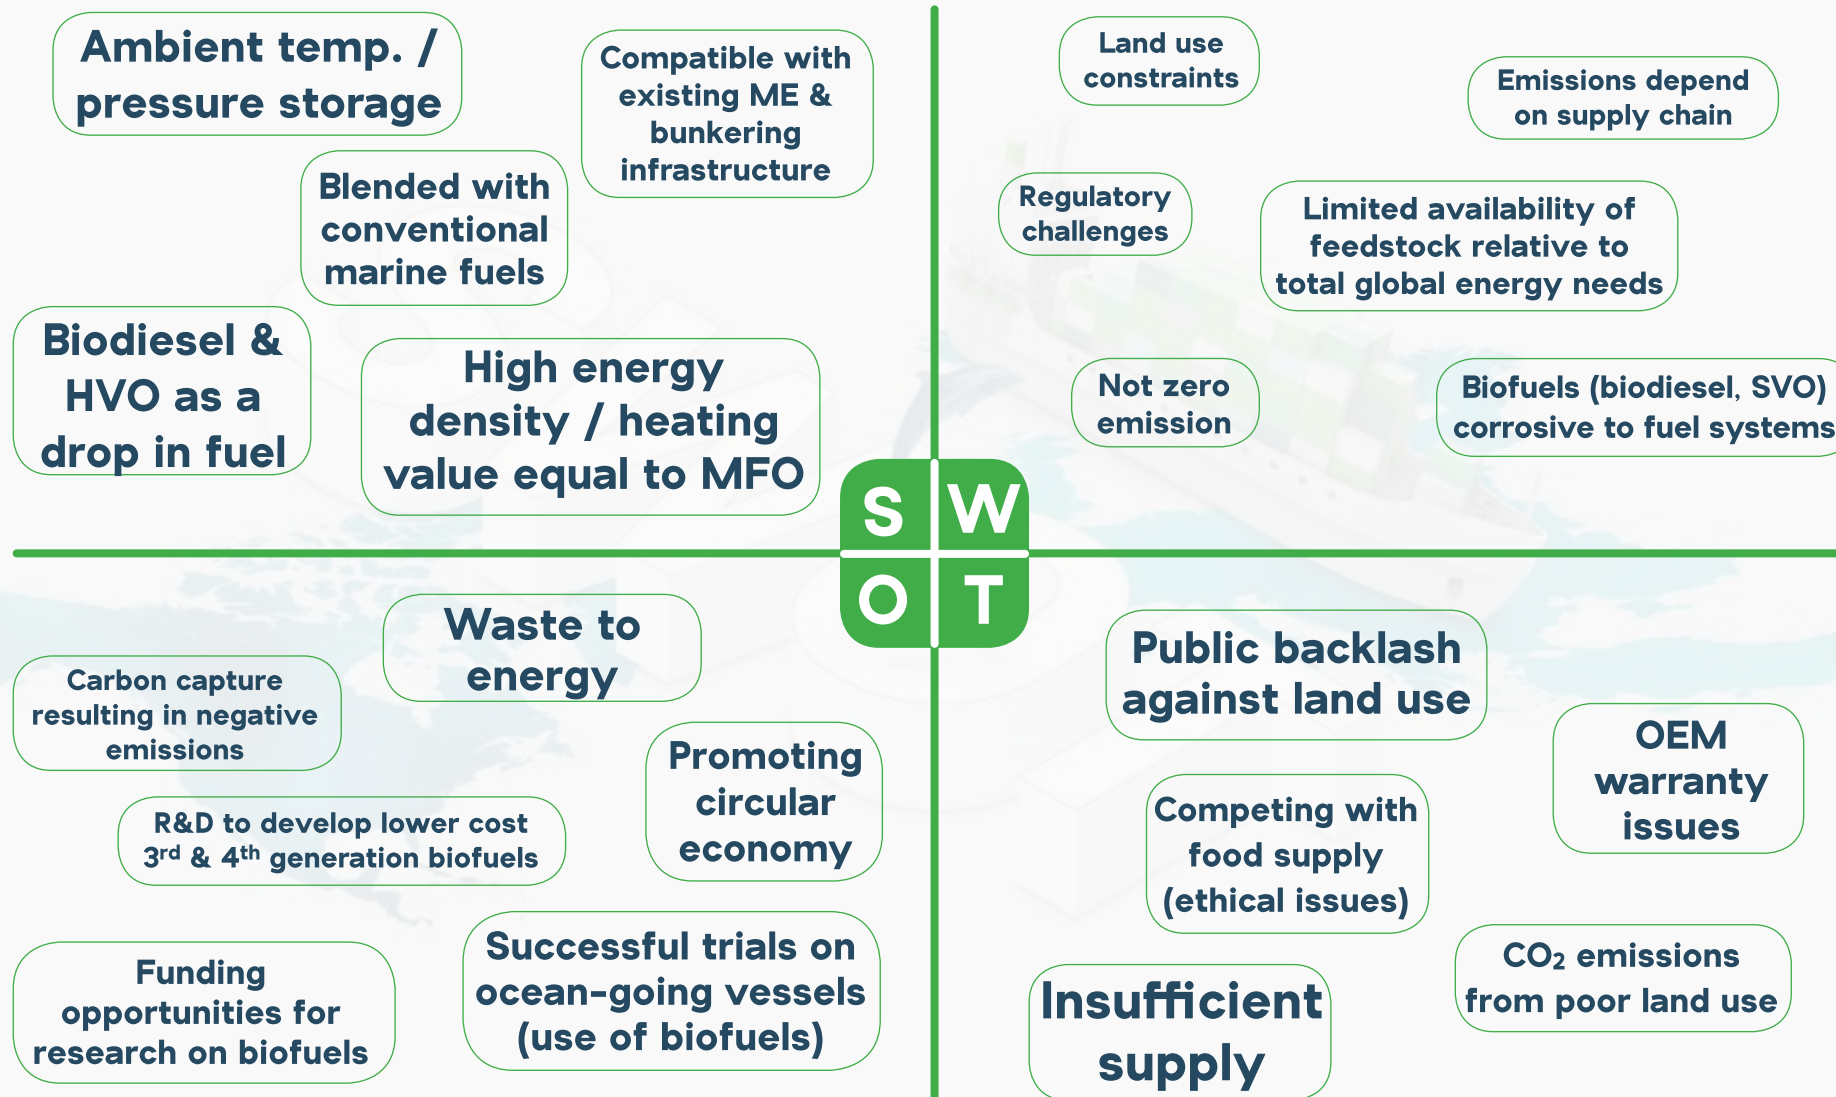 Ambient temp. /
pressure storage
Compatible with
existing ME &
bunkering
infrastructure
Blended with
conventional
marine fuels
Biodiesel &
HVO as a
drop in fuel
High energy
density / heating
value equal to MFO
Land use
constraints
Emissions depend
on supply chain
Regulatory
challenges
Limited availability of
feedstock relative to
total global energy needs
Not zero
emission
Biofuels (biodiesel, SVO)
corrosive to fuel systems
S W
O T
Waste to
energy
Carbon capture
resulting in negative
emissions
Promoting
circular
economy
R&D to develop lower cost
3rd & 4th generation biofuels
Funding
opportunities for
research on biofuels
Successful trials on
ocean-going vessels
(use of biofuels)
Public backlash
against land use
OEM
warranty
issues
Competing with
food supply
(ethical issues)
CO₂ emissions
from poor land use
Insufficient
supply